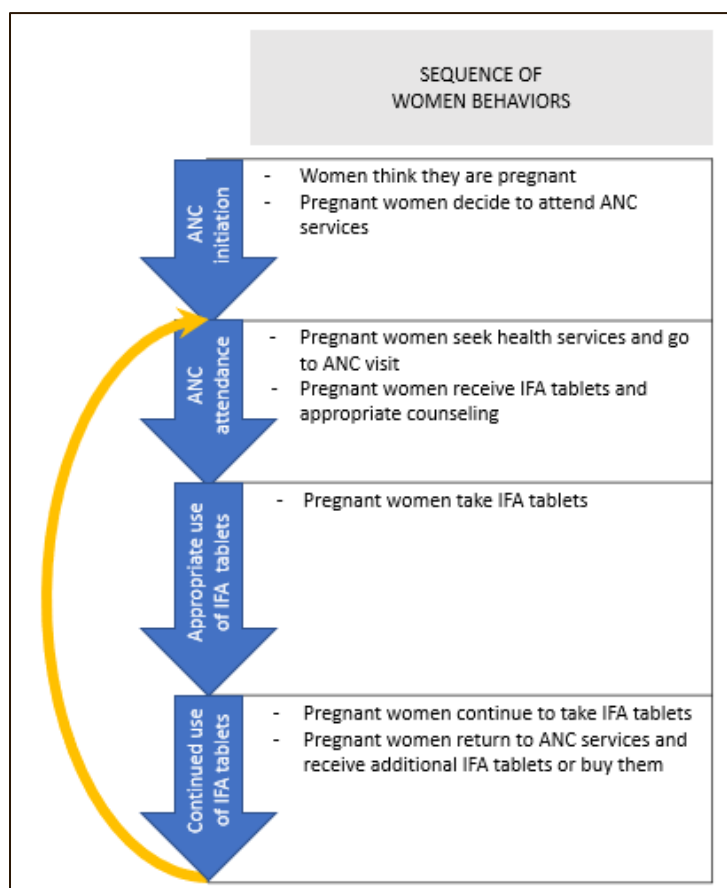 SEQUENCE OF
WOMEN BEHAVIORS
ANC
initiation
- Women think they are pregnant
- Pregnant women decide to attend ANC
services
ANC
attendance
- Pregnant women seek health services and go
to ANC visit
- Pregnant women receive IFA tablets and
appropriate counseling
Appropriate use
of IFA tablets
- Pregnant women take IFA tablets
Continued use
of IFA tablets
- Pregnant women continue to take IFA tablets
- Pregnant women return to ANC services and
receive additional IFA tablets or buy them